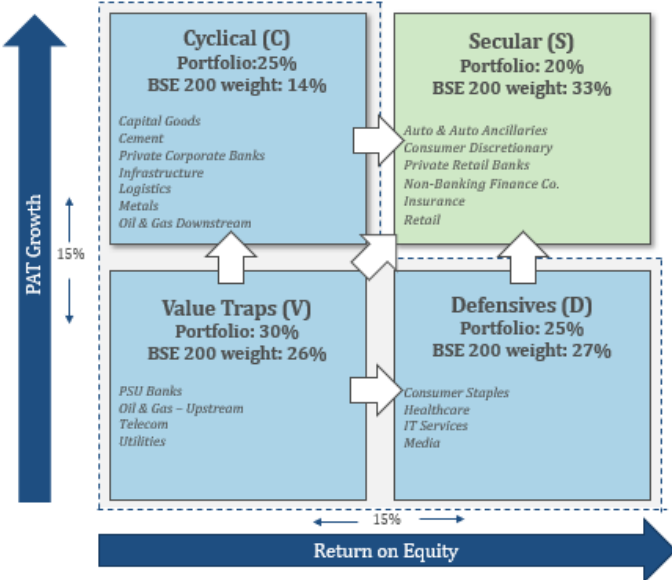 Cyclical (C)
Portfolio:25%
BSE 200 weight: 14%
Capital Goods
Cement
Private Corporate Banks
Infrastructure
Logistics
Metals
Oil & Gas Downstream
Secular (S)
Portfolio: 20%
BSE 200 weight: 33%
Auto & Auto Ancillaries
Consumer Discretionary
Private Retail Banks
Non-Banking Finance Co.
Insurance
Retail
PAT Growth
15%
Value Traps (V)
Portfolio: 30%
BSE 200 weight: 26%
PSU Banks
Oil & Gas – Upstream
Telecom
Utilities
Defensives (D)
Portfolio: 25%
BSE 200 weight: 27%
Consumer Staples
Healthcare
IT Services
Media
15%
Return on Equity